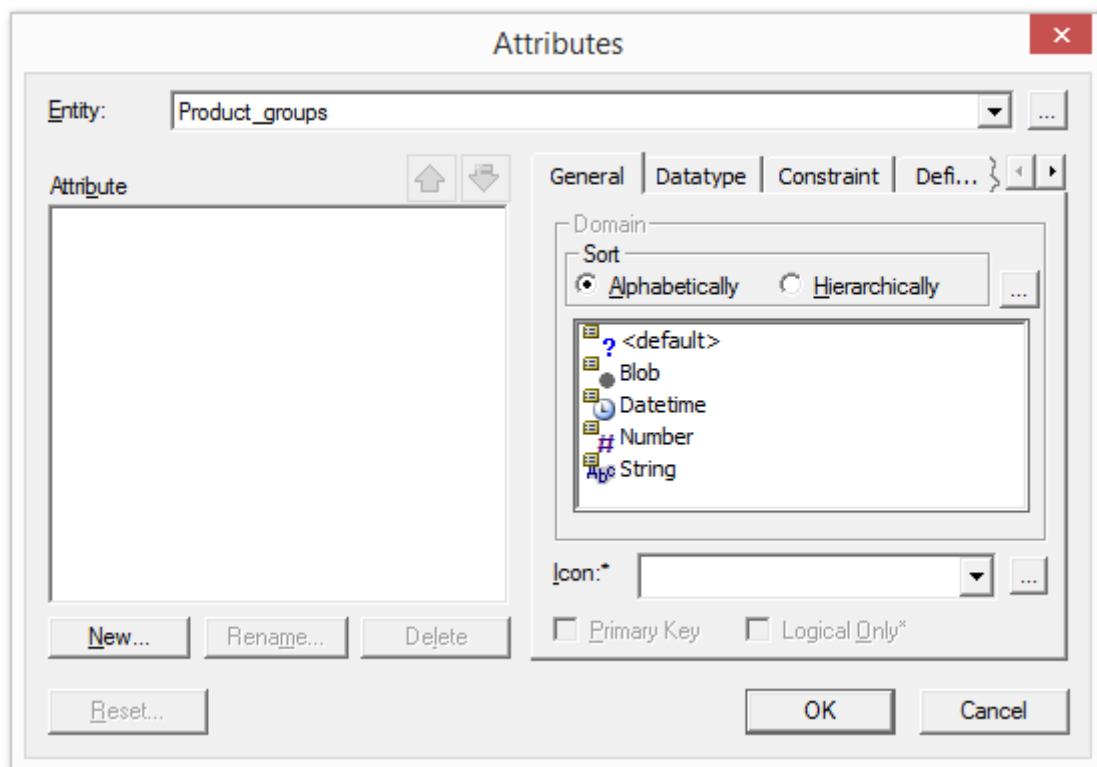 Attributes
Entity: Product_groups ...
Attribute
General Datatype Constraint Defi...
Domain
Sort
Alphabetically Hierarchically ...
<default>
Blob
Datetime
Number
String
Icon:* ...
New... Rename... Delete
Primary Key Logical Only*
Reset... OK Cancel